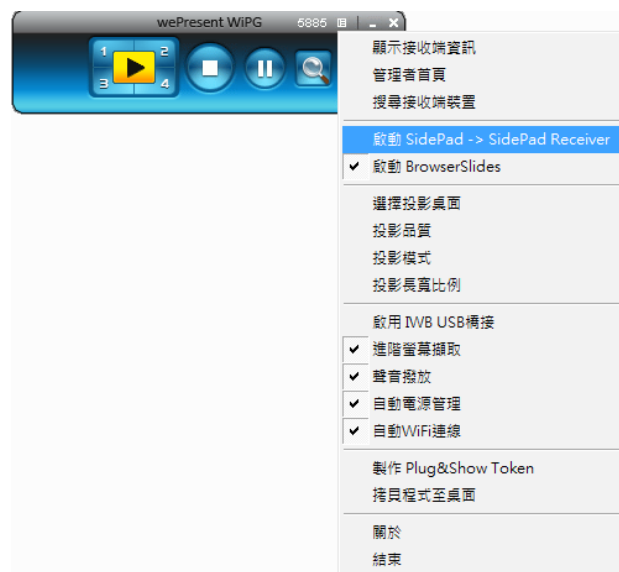 wePresent WiPG 5885
1 2
3 4
顯示接收端資訊
管理者首頁
搜尋接收端裝置
啟動 SidePad -> SidePad Receiver
啟動 BrowserSlides
選擇投影桌面
投影品質
投影模式
投影長寬比例
啟用 IWB USB橋接
進階螢幕擷取
聲音撥放
自動電源管理
自動WiFi連線
製作 Plug&Show Token
拷貝程式至桌面
關於
結束